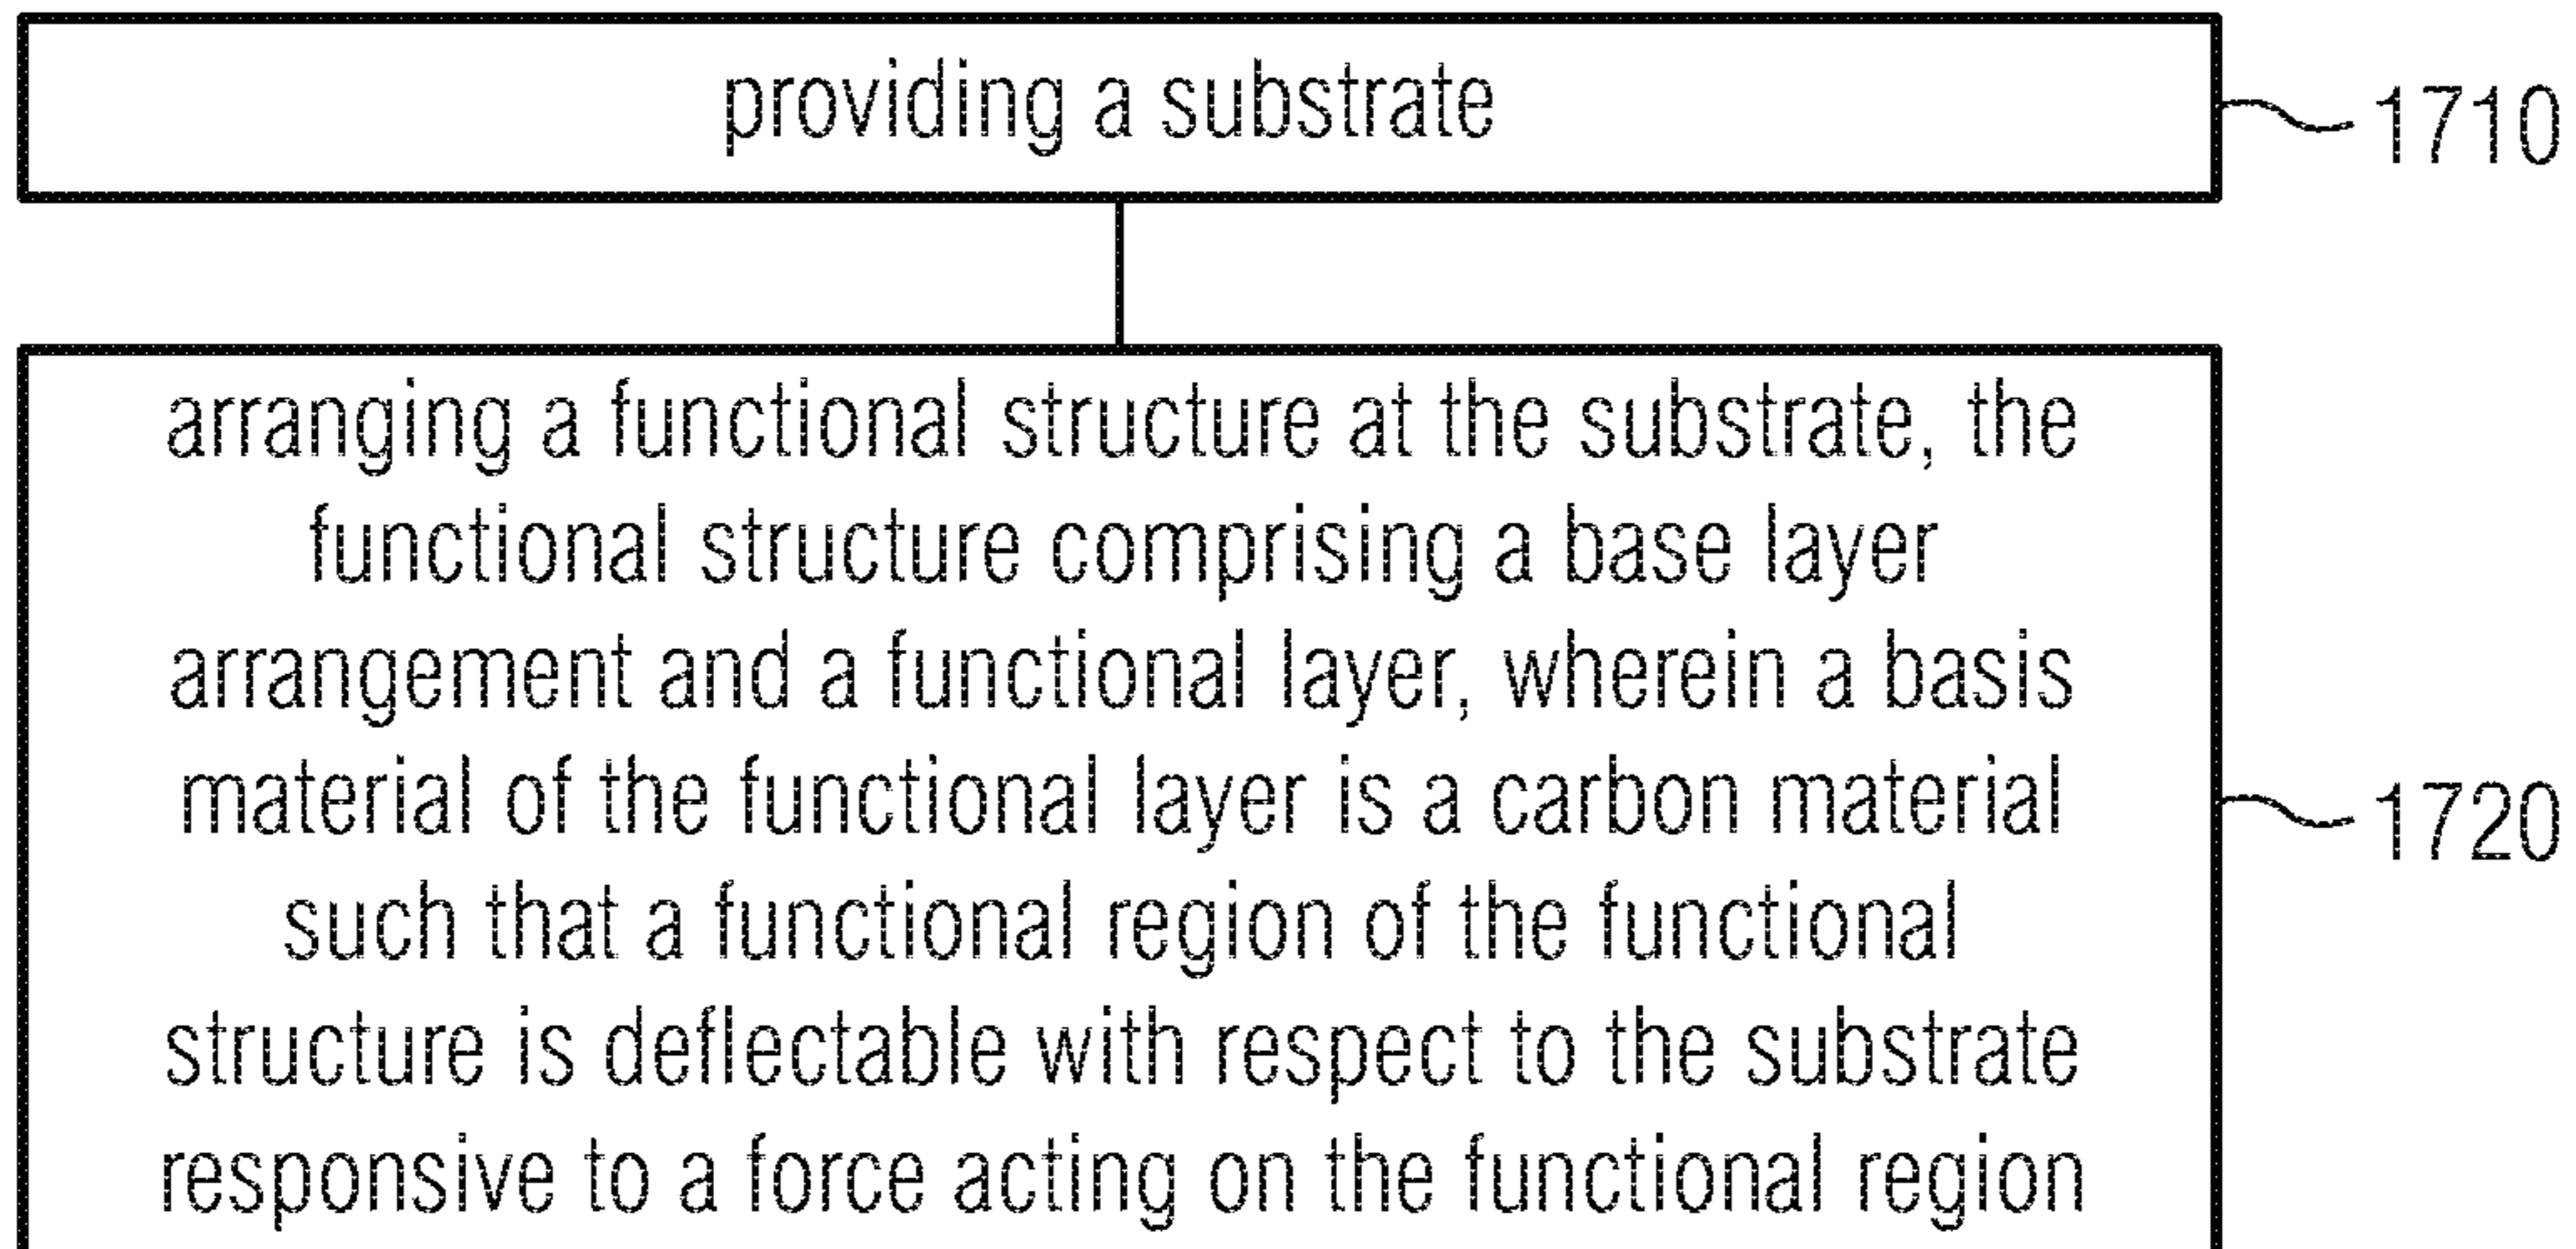 providing a substrate
1710
arranging a functional structure at the substrate, the
functional structure comprising a base layer
arrangement and a functional layer, wherein a basis
material of the functional layer is a carbon material
such that a functional region of the functional
structure is deflectable with respect to the substrate
responsive to a force acting on the functional region
1720